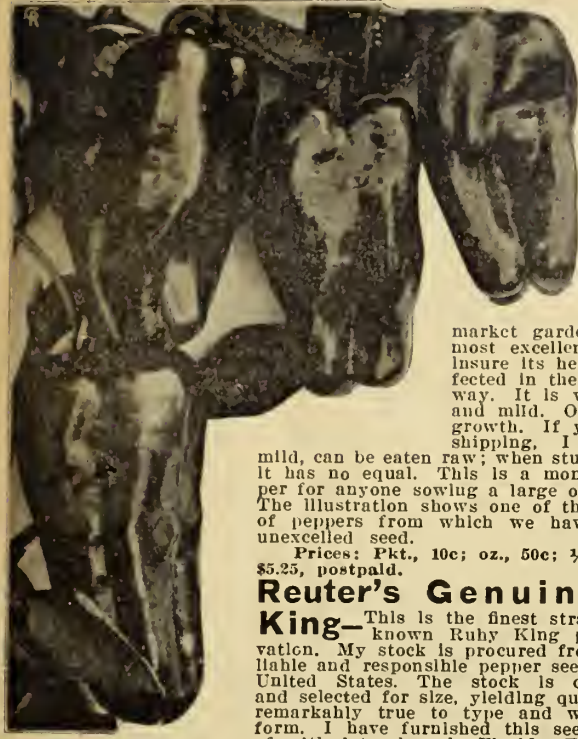 market garde
most exceller
insure its he
fected in the
way. It is v
and mild. O
growth. If y
shipping, I
mild, can be eaten raw; when stu
it has no equal. This is a mon
per for anyone sowing a large o
The illustration shows one of th
of peppers from which we hav
unexcelled seed.
Prices: Pkt., 10c; oz., 50c; 
$5.25, postpaid.
Reuter's Genuin
King—This is the finest stra
known Ruby King p
vation. My stock is procured fre
liable and responsible pepper see
United States. The stock is c
and selected for size, yielding qu
remarkably true to type and w
form. I have furnished this see